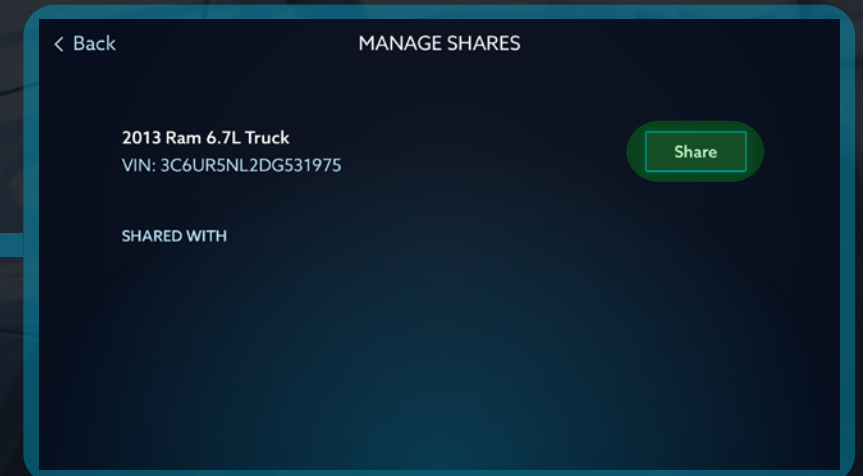 < Back
MANAGE SHARES
2013 Ram 6.7L Truck
VIN: 3C6UR5NL2DG531975
Share
SHARED WITH